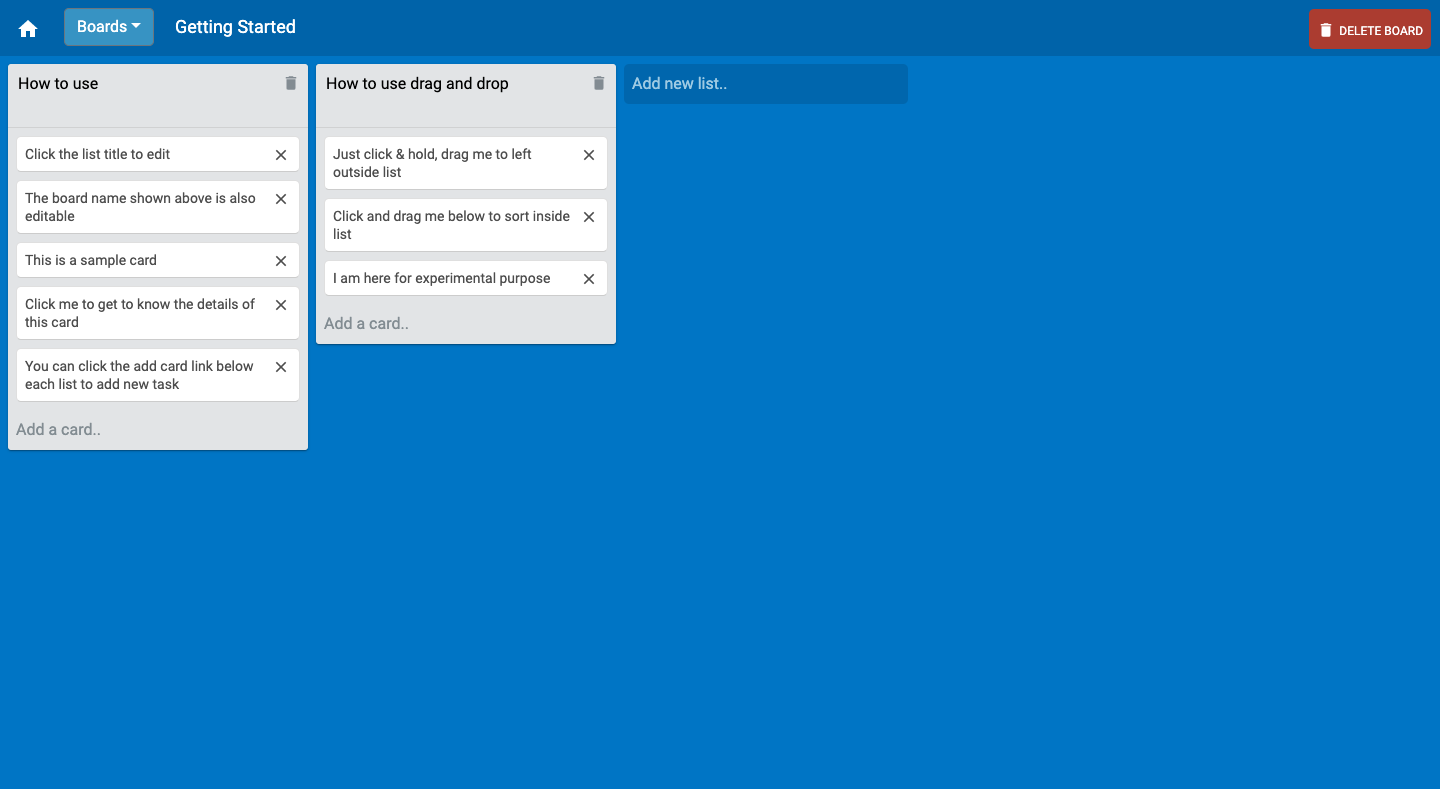 Boards
Getting Started
DELETE BOARD
How to use
Click the list title to edit
The board name shown above is also
editable
This is a sample card
Click me to get to know the details of
this card
You can click the add card link below
each list to add new task
Add a card..
How to use drag and drop
Just click & hold, drag me to left
outside list
Click and drag me below to sort inside
list
I am here for experimental purpose
Add a card..
Add new list..